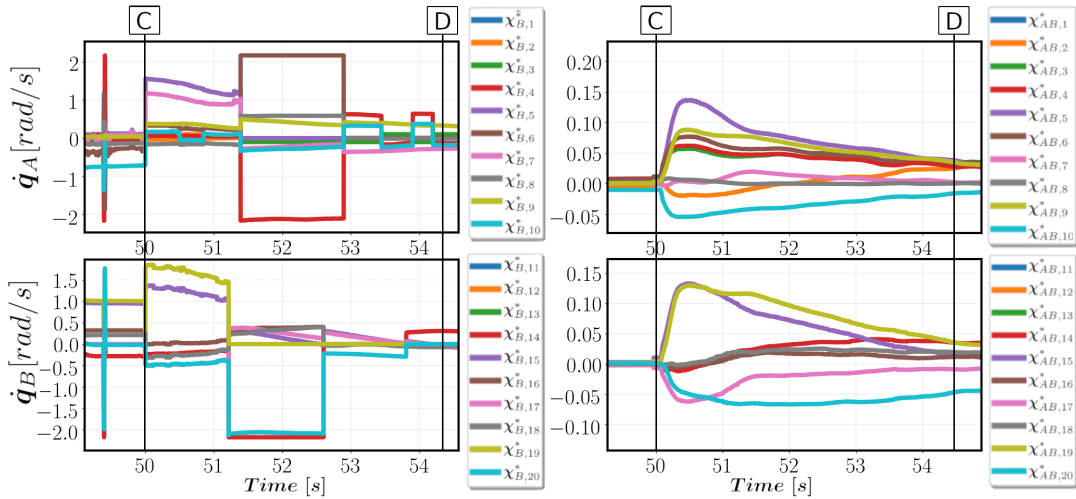 C D C D
q̇_A [rad/s]
2
1
0
−1
−2
50 51 52 53 54
χ‡_{B,1}
χ*_{B,2}
χ*_{B,3}
χ*_{B,4}
χ*_{B,5}
χ*_{B,6}
χ*_{B,7}
χ*_{B,8}
χ*_{B,9}
χ*_{B,10}
0.20
0.15
0.10
0.05
0.00
−0.05
50 51 52 53 54
χ*_{AB,1}
χ*_{AB,2}
χ*_{AB,3}
χ*_{AB,4}
χ*_{AB,5}
χ*_{AB,6}
χ*_{AB,7}
χ*_{AB,8}
χ*_{AB,9}
χ*_{AB,10}
q̇_B [rad/s]
1.5
1.0
0.5
0.0
−0.5
−1.0
−1.5
−2.0
50 51 52 53 54
Time [s]
χ*_{B,11}
χ*_{B,12}
χ*_{B,13}
χ*_{B,14}
χ*_{B,15}
χ*_{B,16}
χ*_{B,17}
χ*_{B,18}
χ*_{B,19}
χ*_{B,20}
0.15
0.10
0.05
0.00
−0.05
−0.10
50 51 52 53 54
Time [s]
χ*_{AB,11}
χ*_{AB,12}
χ*_{AB,13}
χ*_{AB,14}
χ*_{AB,15}
χ*_{AB,16}
χ*_{AB,17}
χ*_{AB,18}
χ*_{AB,19}
χ*_{AB,20}